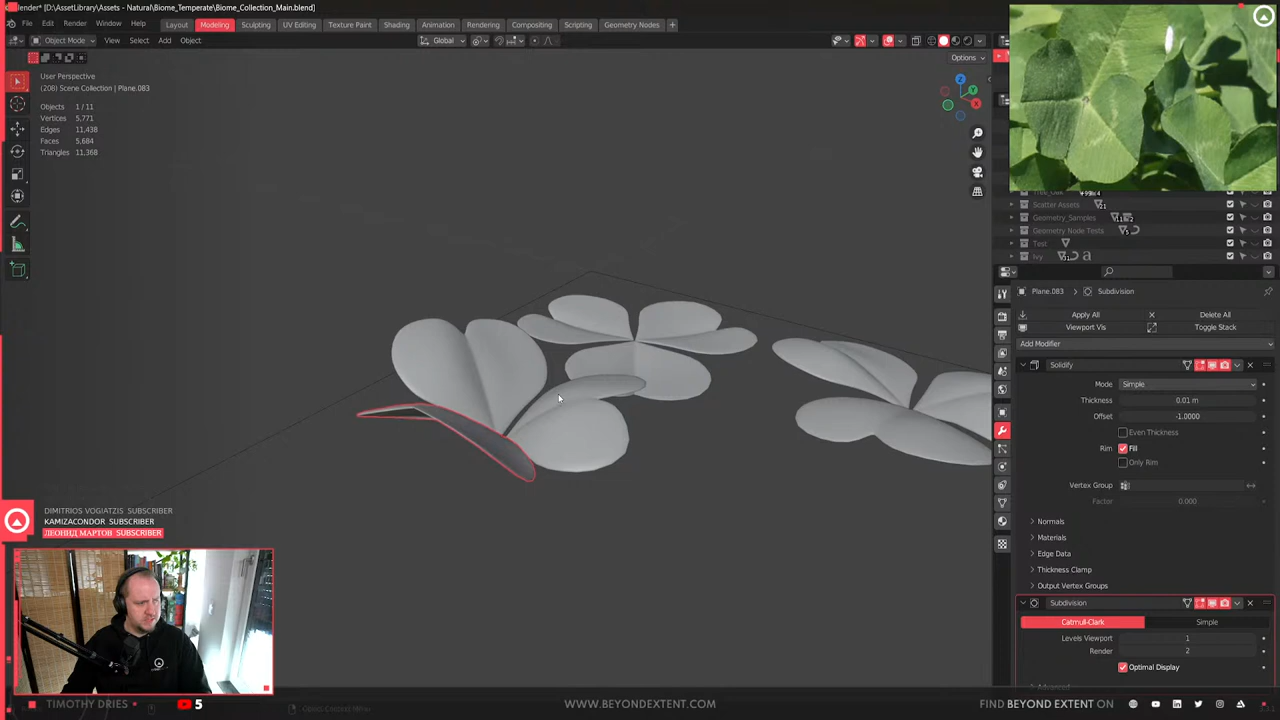 Blender* [D:\AssetLibrary\Assets - Natural\Biome_Temperate\Biome_Collection_Main.blend]
File Edit Render Window Help Layout Modeling Sculpting UV Editing Texture Paint Shading Animation Rendering Compositing Scripting Geometry Nodes +
Object Mode View Select Add Object Global
Options
User Perspective
(208) Scene Collection | Plane.083
Objects 1 / 11
Vertices 5,771
Edges 11,438
Faces 5,684
Triangles 11,368
Z
Y
X
Scatter Assets 21
Geometry_Samples 11 2
Geometry Node Tests 5
Test
Ivy 31
Plane.083 > Subdivision
Apply All Delete All
Viewport Vis Toggle Stack
Add Modifier
Solidify
Mode Simple
Thickness 0.01 m
Offset -1.0000
Even Thickness
Rim Fill
Only Rim
Vertex Group
Factor 0.000
Normals
Materials
Edge Data
Thickness Clamp
Output Vertex Groups
Subdivision
Catmull-Clark Simple
Levels Viewport 1
Render 2
Optimal Display
DIMITRIOS VOGIATZIS SUBSCRIBER
KAMIZACONDOR SUBSCRIBER
ЛЕОНИД МАРТОВ SUBSCRIBER
TIMOTHY DRIES 5 WWW.BEYONDEXTENT.COM FIND BEYOND EXTENT ON